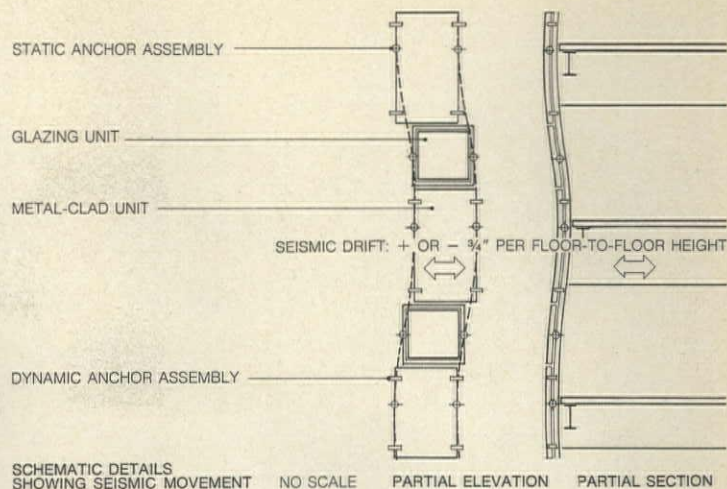 STATIC ANCHOR ASSEMBLY
GLAZING UNIT
METAL-CLAD UNIT
SEISMIC DRIFT: + OR − ¾" PER FLOOR-TO-FLOOR HEIGHT
DYNAMIC ANCHOR ASSEMBLY
SCHEMATIC DETAILS
SHOWING SEISMIC MOVEMENT NO SCALE PARTIAL ELEVATION PARTIAL SECTION